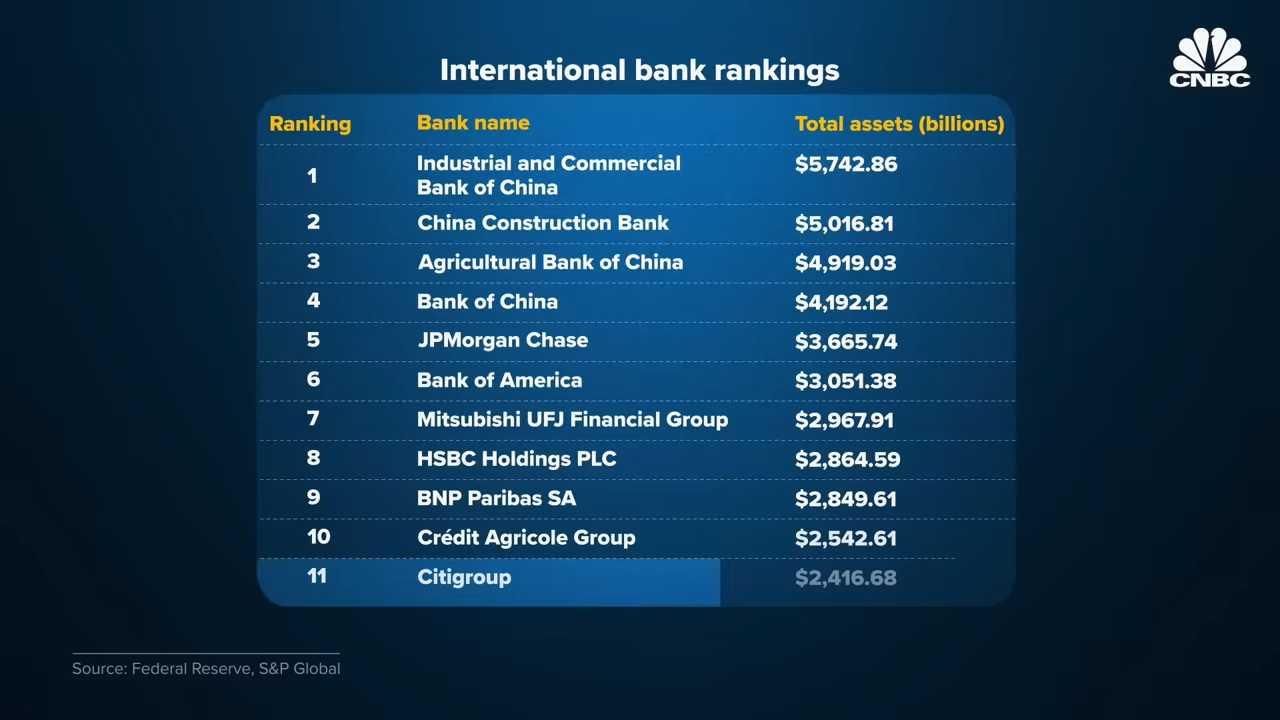 CNBC
International bank rankings
Ranking Bank name Total assets (billions)
1 Industrial and Commercial $5,742.86
Bank of China
2 China Construction Bank $5,016.81
3 Agricultural Bank of China $4,919.03
4 Bank of China $4,192.12
5 JPMorgan Chase $3,665.74
6 Bank of America $3,051.38
7 Mitsubishi UFJ Financial Group $2,967.91
8 HSBC Holdings PLC $2,864.59
9 BNP Paribas SA $2,849.61
10 Crédit Agricole Group $2,542.61
11 Citigroup $2,416.68
Source: Federal Reserve, S&P Global